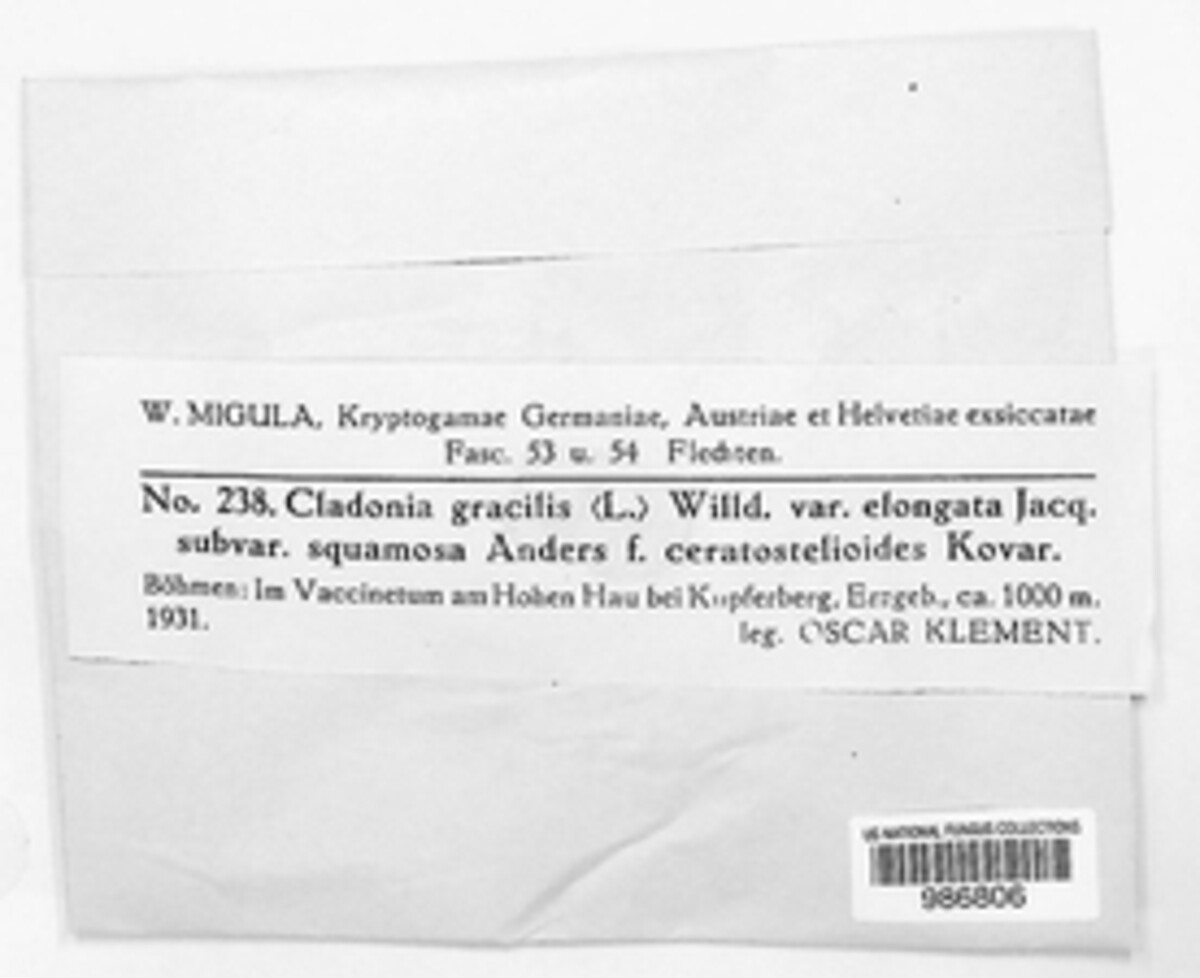 W. MIGULA, Kryptogamae Germaniae, Austriae et Helvetiae essiccatae
Fasc. 53 u. 54 Flechten.
No. 238. Cladonia gracilis (L.) Willd. var. elongata Jacq.
subvar. squamosa Anders f. ceratostelioides Kovar.
Böhmen: Im Vaccinetum am Hohen Hau bei Kupferberg, Erzgeb., ca. 1000 m.
1931.
leg. OSCAR KLEMENT.
US NATIONAL FUNGUS COLLECTIONS
986806